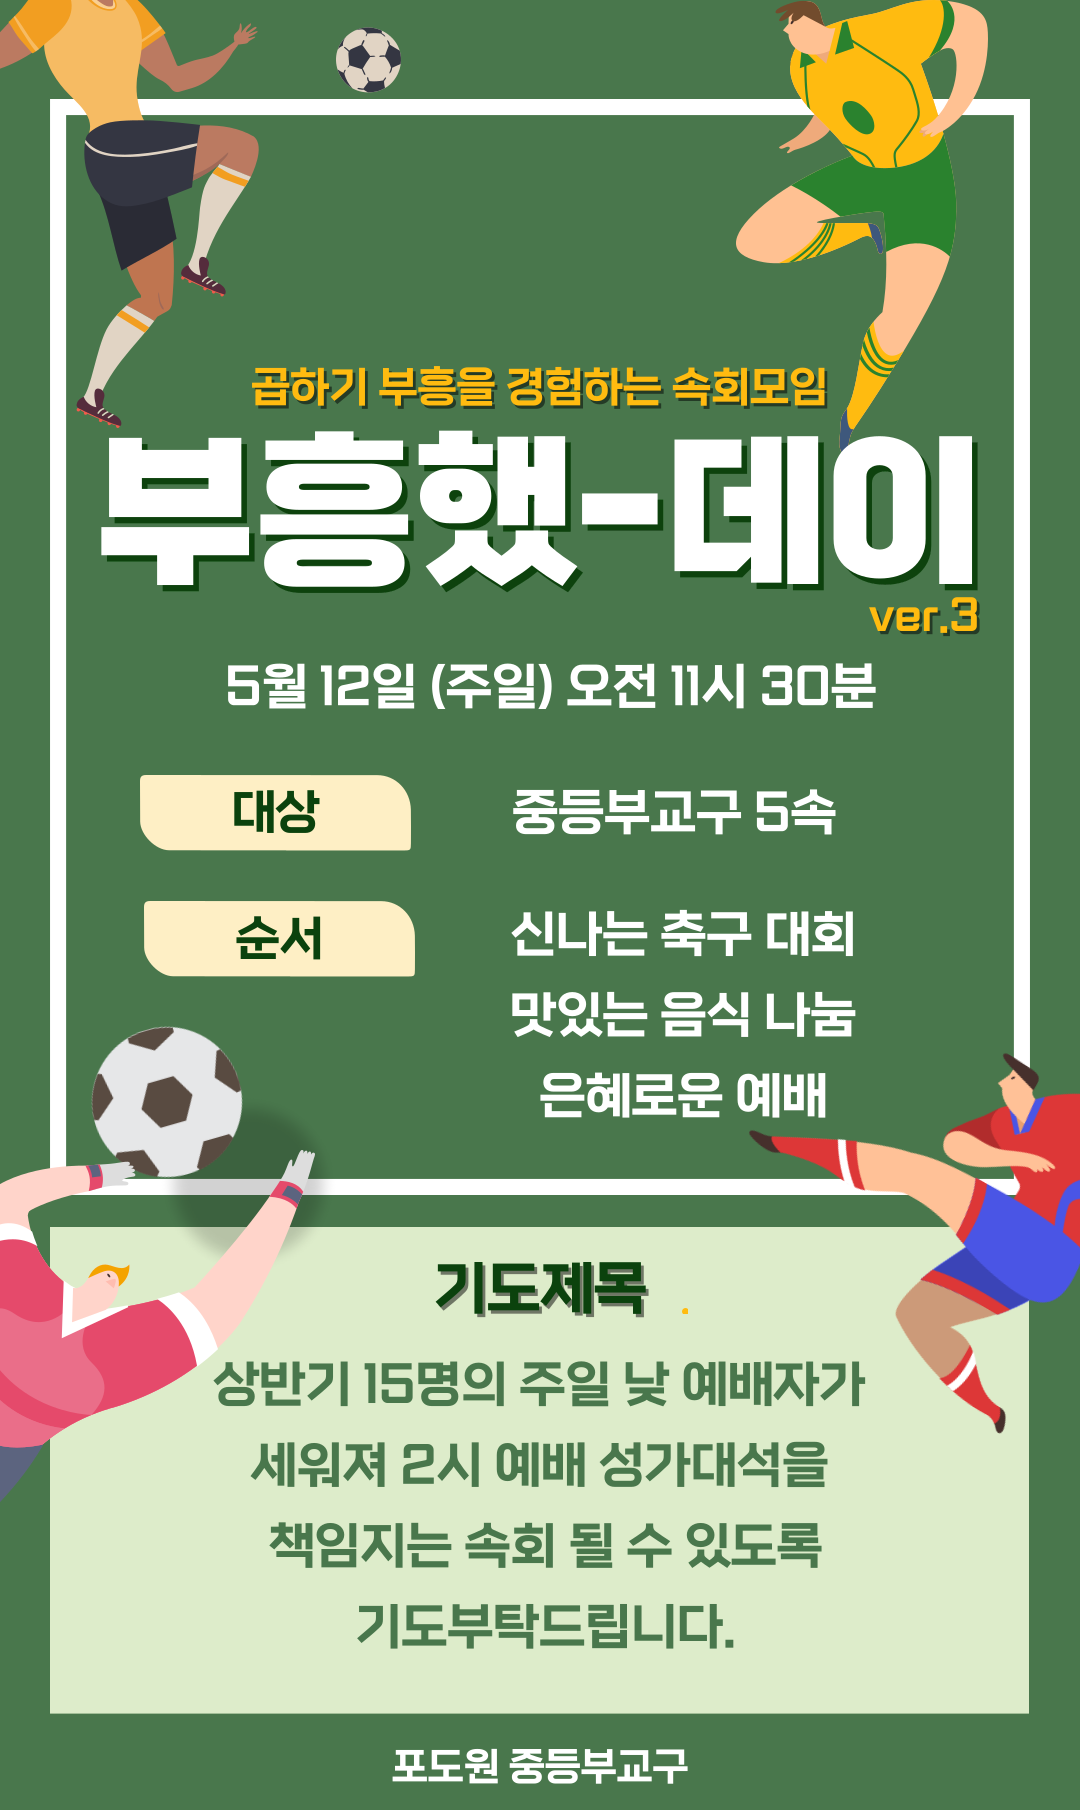 곱하기 부흥을 경험하는 속회모임
부흥했-데이
ver.3
5월 12일 (주일) 오전 11시 30분
대상
중등부교구 5속
순서
신나는 축구 대회
맛있는 음식 나눔
은혜로운 예배
기도제목
상반기 15명의 주일 낮 예배자가
세워져 2시 예배 성가대석을
책임지는 속회 될 수 있도록
기도부탁드립니다.
포도원 중등부교구